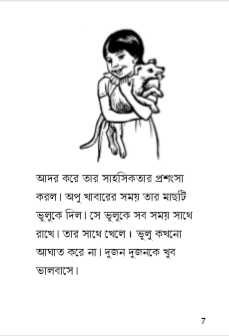 আদর করে তার সাহসিকতার প্রশংসা
করল। অপু খাবারের সময় তার মাছটি
ভুলুকে দিল। সে ভুলুকে সব সময় সাথে
রাখে। তার সাথে খেলে। ভুলু কখনো
আঘাত করে না। দুজন দুজনকে খুব
ভালবাসে।
7